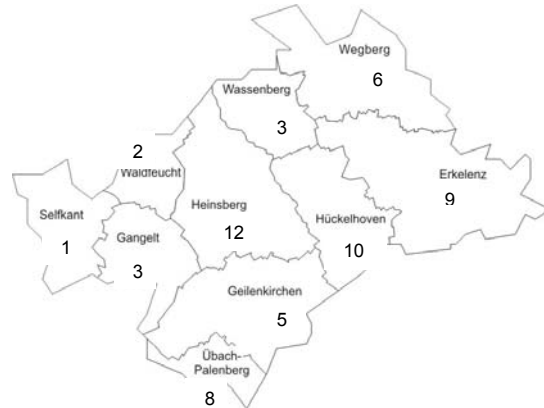 Wegberg
6
Wassenberg
3
2
Waldfeucht
Erkelenz
9
Selfkant
1
Heinsberg
12
Hückelhoven
10
Gangelt
3
Geilenkirchen
5
Übach-
Palenberg
8